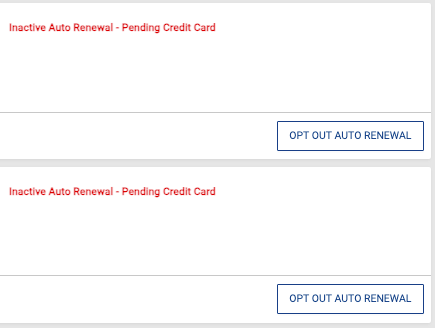 Inactive Auto Renewal - Pending Credit Card
OPT OUT AUTO RENEWAL
Inactive Auto Renewal - Pending Credit Card
OPT OUT AUTO RENEWAL